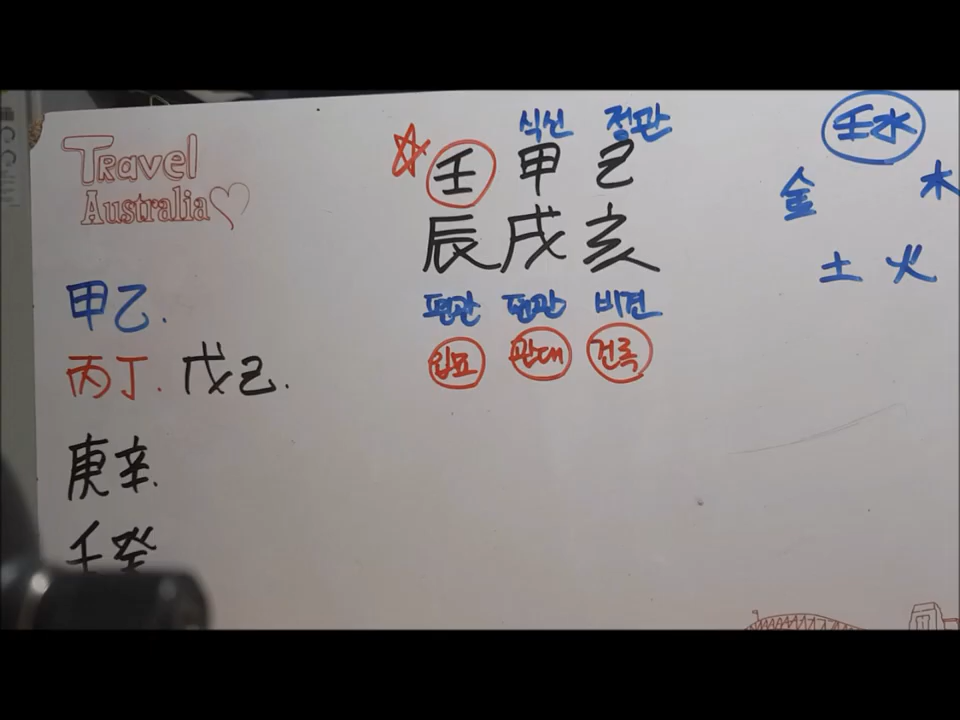 Travel
Australia
식신 정관
壬 甲 己
辰 戌 亥
편관 편관 비견
입묘 관대 건록
壬水
金 木
土 火
甲乙.
丙丁. 戊己.
庚辛.
壬癸